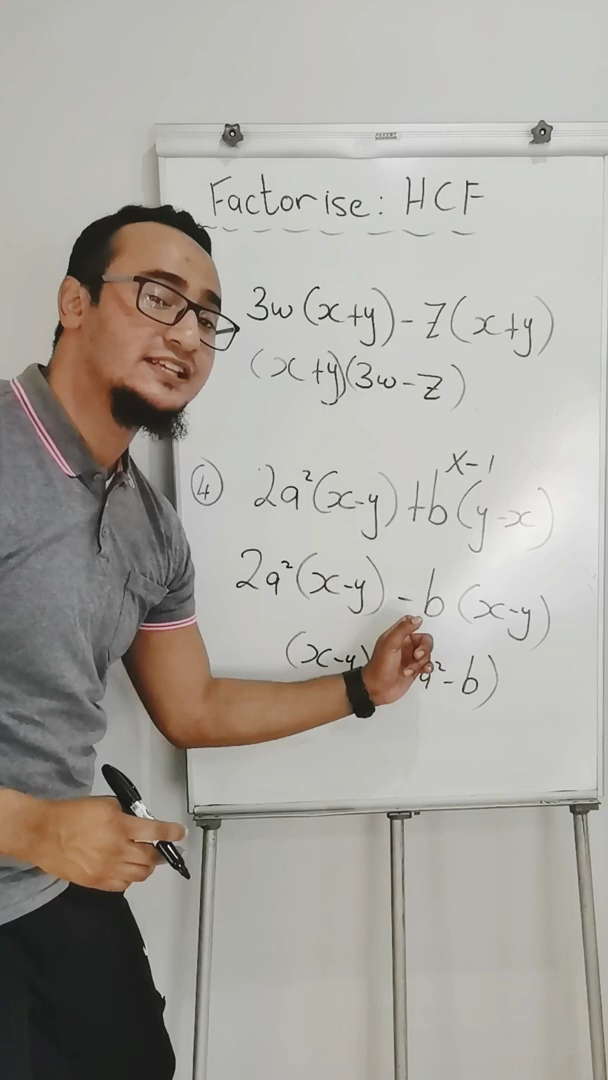 Factorise: HCF
3w(x+y)-z(x+y)
(x+y)(3w-z)
x-1
④ 2a²(x-y)+b(y-x)
2a²(x-y)-b(x-y)
(x-y) a²-b)